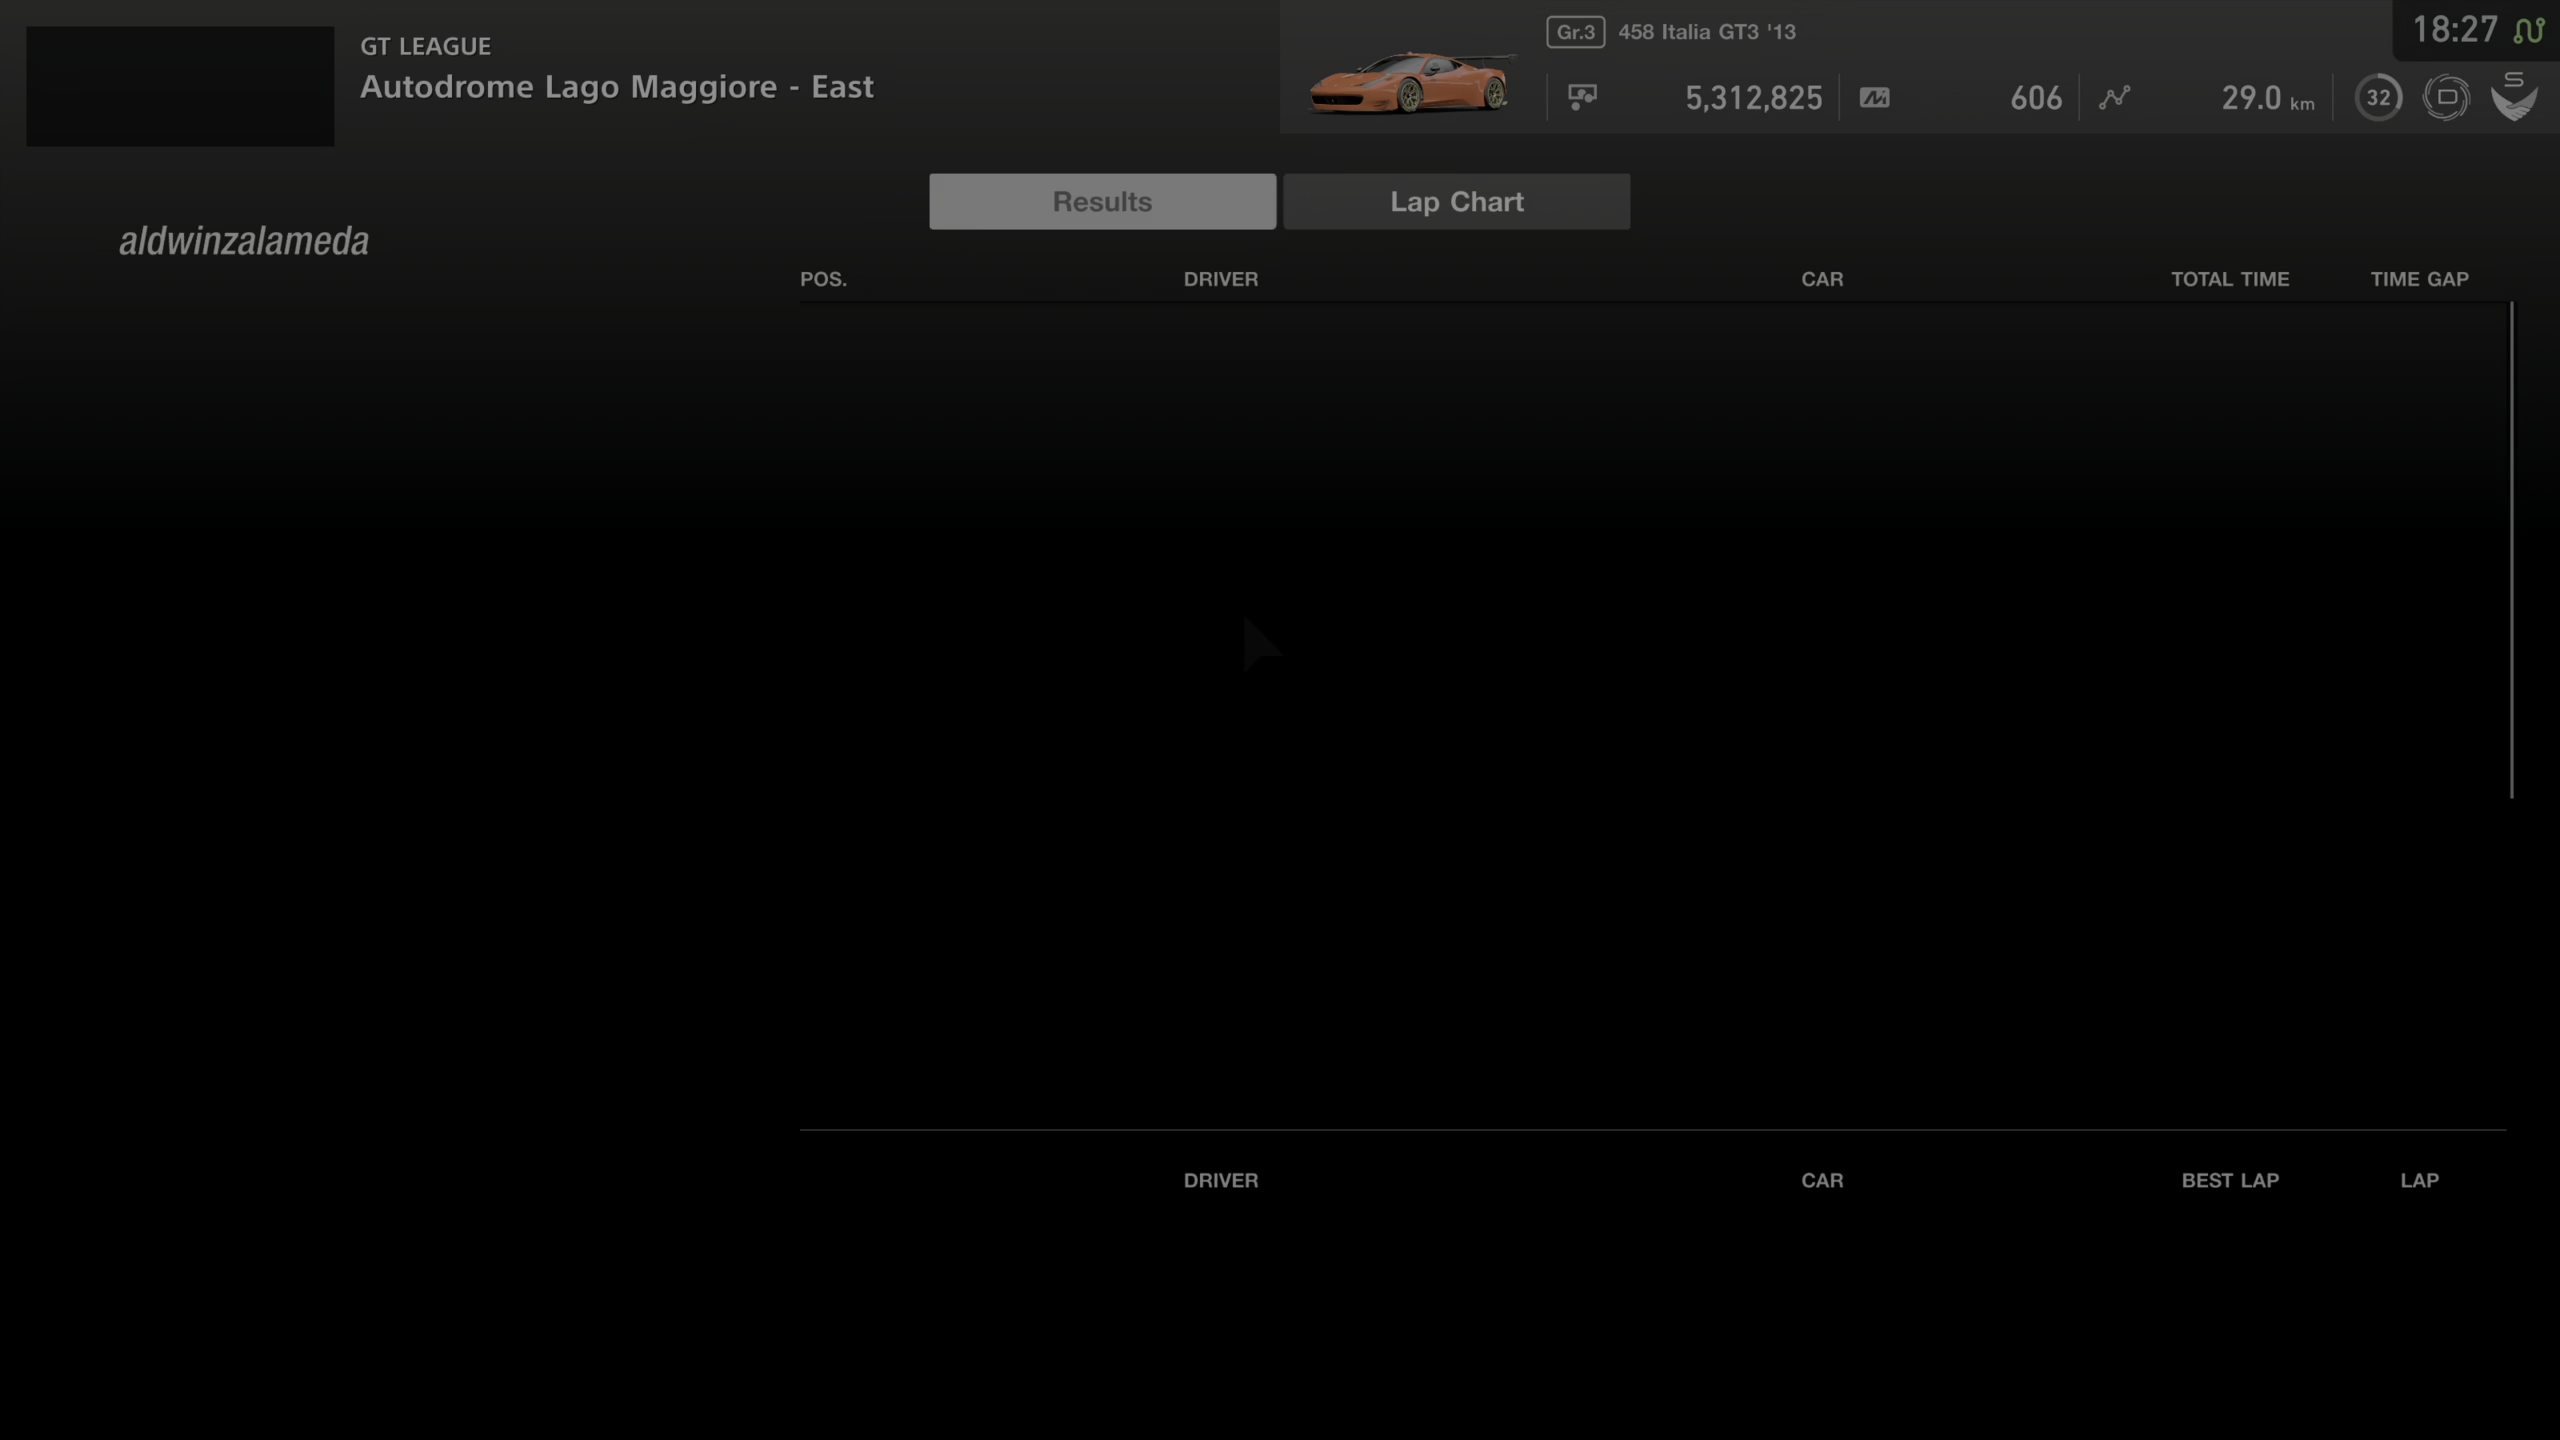 GT LEAGUE
Autodrome Lago Maggiore - East
Gr.3 458 Italia GT3 '13
18:27
5,312,825 606 29.0 km 32 D S
Results Lap Chart
aldwinzalameda
POS. DRIVER CAR TOTAL TIME TIME GAP
DRIVER CAR BEST LAP LAP